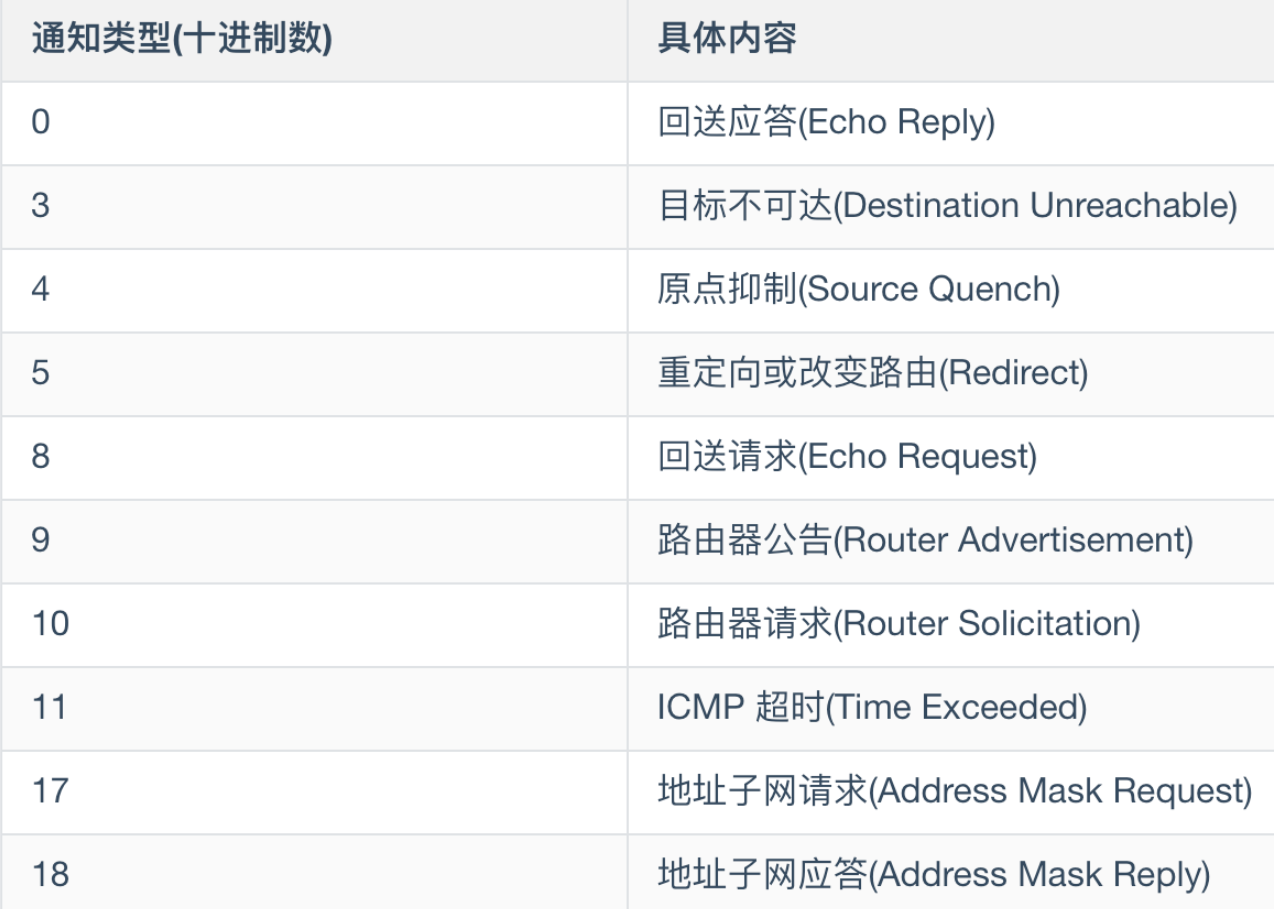 通知类型(十进制数) 具体内容
0 回送应答(Echo Reply)
3 目标不可达(Destination Unreachable)
4 原点抑制(Source Quench)
5 重定向或改变路由(Redirect)
8 回送请求(Echo Request)
9 路由器公告(Router Advertisement)
10 路由器请求(Router Solicitation)
11 ICMP 超时(Time Exceeded)
17 地址子网请求(Address Mask Request)
18 地址子网应答(Address Mask Reply)